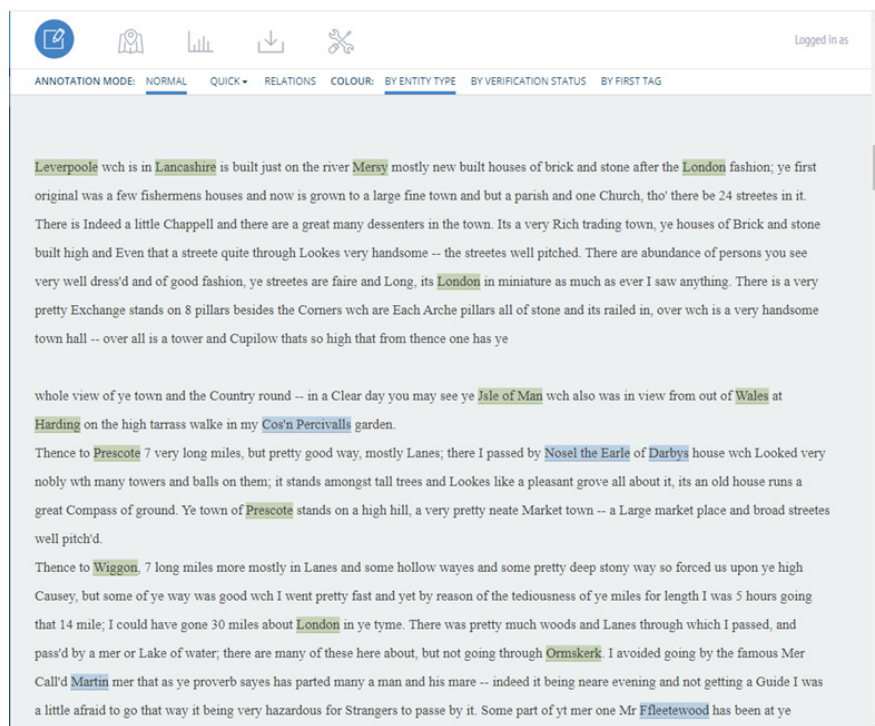 Logged in as
ANNOTATION MODE: NORMAL QUICK RELATIONS COLOUR: BY ENTITY TYPE BY VERIFICATION STATUS BY FIRST TAG
Leverpoole wch is in Lancashire is built just on the river Mersy mostly new built houses of brick and stone after the London fashion; ye first
original was a few fishermens houses and now is grown to a large fine town and but a parish and one Church, tho' there be 24 streetes in it.
There is Indeed a little Chappell and there are a great many dessenters in the town. Its a very Rich trading town, ye houses of Brick and stone
built high and Even that a streete quite through Lookes very handsome -- the streetes well pitched. There are abundance of persons you see
very well dress'd and of good fashion, ye streetes are faire and Long, its London in miniature as much as ever I saw anything. There is a very
pretty Exchange stands on 8 pillars besides the Corners wch are Each Arche pillars all of stone and its railed in, over wch is a very handsome
town hall -- over all is a tower and Cupilow thats so high that from thence one has ye
whole view of ye town and the Country round -- in a Clear day you may see ye Jsle of Man wch also was in view from out of Wales at
Harding on the high tarrass walke in my Cos'n Percivalls garden.
Thence to Prescote 7 very long miles, but pretty good way, mostly Lanes; there I passed by Nosel the Earle of Darbys house wch Looked very
nobly wth many towers and balls on them; it stands amongst tall trees and Lookes like a pleasant grove all about it, its an old house runs a
great Compass of ground. Ye town of Prescote stands on a high hill, a very pretty neate Market town -- a Large market place and broad streetes
well pitch'd.
Thence to Wiggon, 7 long miles more mostly in Lanes and some hollow wayes and some pretty deep stony way so forced us upon ye high
Causey, but some of ye way was good wch I went pretty fast and yet by reason of the tediousness of ye miles for length I was 5 hours going
that 14 mile; I could have gone 30 miles about London in ye tyme. There was pretty much woods and Lanes through which I passed, and
pass'd by a mer or Lake of water; there are many of these here about, but not going through Ormskerk. I avoided going by the famous Mer
Call'd Martin mer that as ye proverb sayes has parted many a man and his mare -- indeed it being neare evening and not getting a Guide I was
a little afraid to go that way it being very hazardous for Strangers to passe by it. Some part of yt mer one Mr Ffleetewood has been at ye